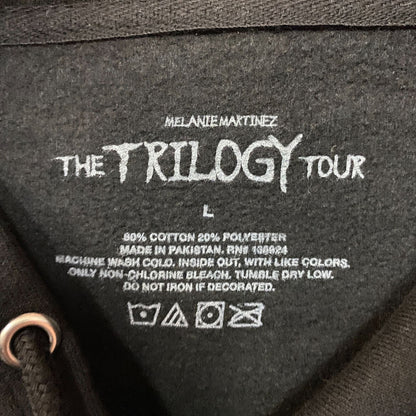 MELANIE MARTINEZ
THE TRILOGY TOUR
L
80% COTTON 20% POLYESTER
MADE IN PAKISTAN. RN#
MACHINE WASH COLD. INSIDE OUT, WITH LIKE COLORS.
ONLY NON-CHLORINE BLEACH. TUMBLE DRY LOW.
DO NOT IRON IF DECORATED.